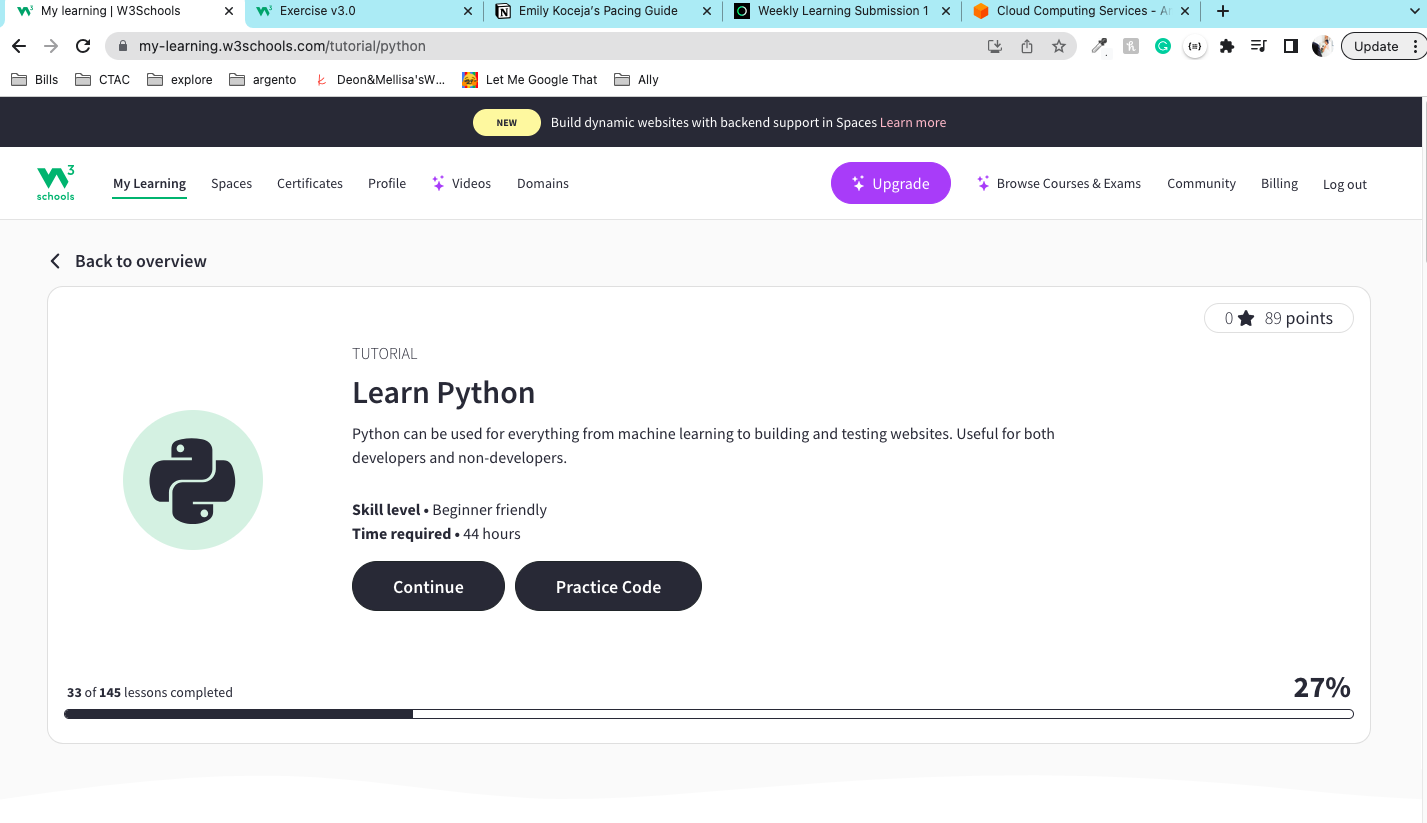 My learning | W3Schools
Exercise v3.0
Emily Koceja's Pacing Guide
Weekly Learning Submission 1
Cloud Computing Services -
my-learning.w3schools.com/tutorial/python
Update
Bills
CTAC
explore
argento
Deon&Mellisa'sW...
Let Me Google That
Ally
NEW
Build dynamic websites with backend support in Spaces Learn more
W3 schools
My Learning
Spaces
Certificates
Profile
Videos
Domains
Upgrade
Browse Courses & Exams
Community
Billing
Log out
Back to overview
0 89 points
TUTORIAL
Learn Python
Python can be used for everything from machine learning to building and testing websites. Useful for both
developers and non-developers.
Skill level • Beginner friendly
Time required • 44 hours
Continue
Practice Code
33 of 145 lessons completed
27%